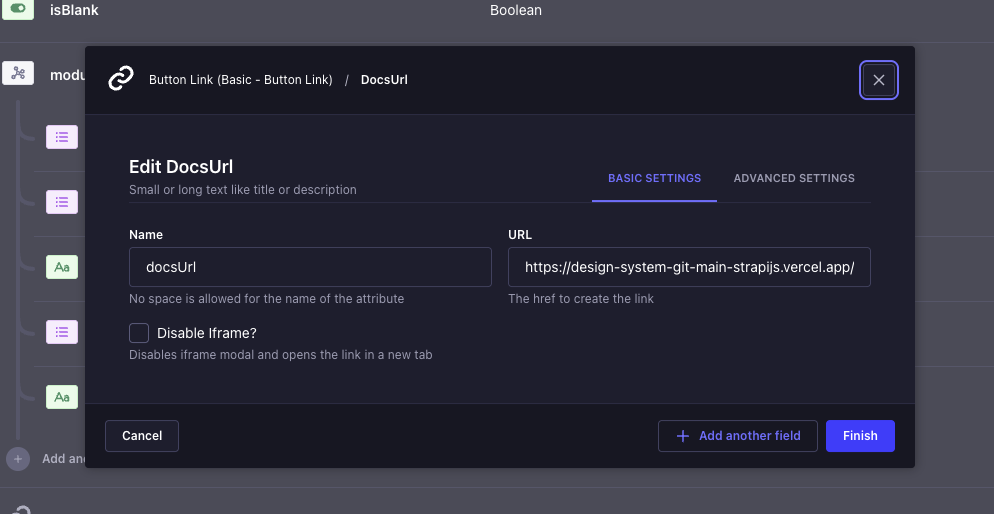 isBlank
Boolean
modu
Button Link (Basic - Button Link) / DocsUrl
Edit DocsUrl
Small or long text like title or description
BASIC SETTINGS
ADVANCED SETTINGS
Name
docsUrl
No space is allowed for the name of the attribute
URL
https://design-system-git-main-strapijs.vercel.app/
The href to create the link
Disable Iframe?
Disables iframe modal and opens the link in a new tab
Aa
Aa
Cancel
Add another field
Finish
Add ano